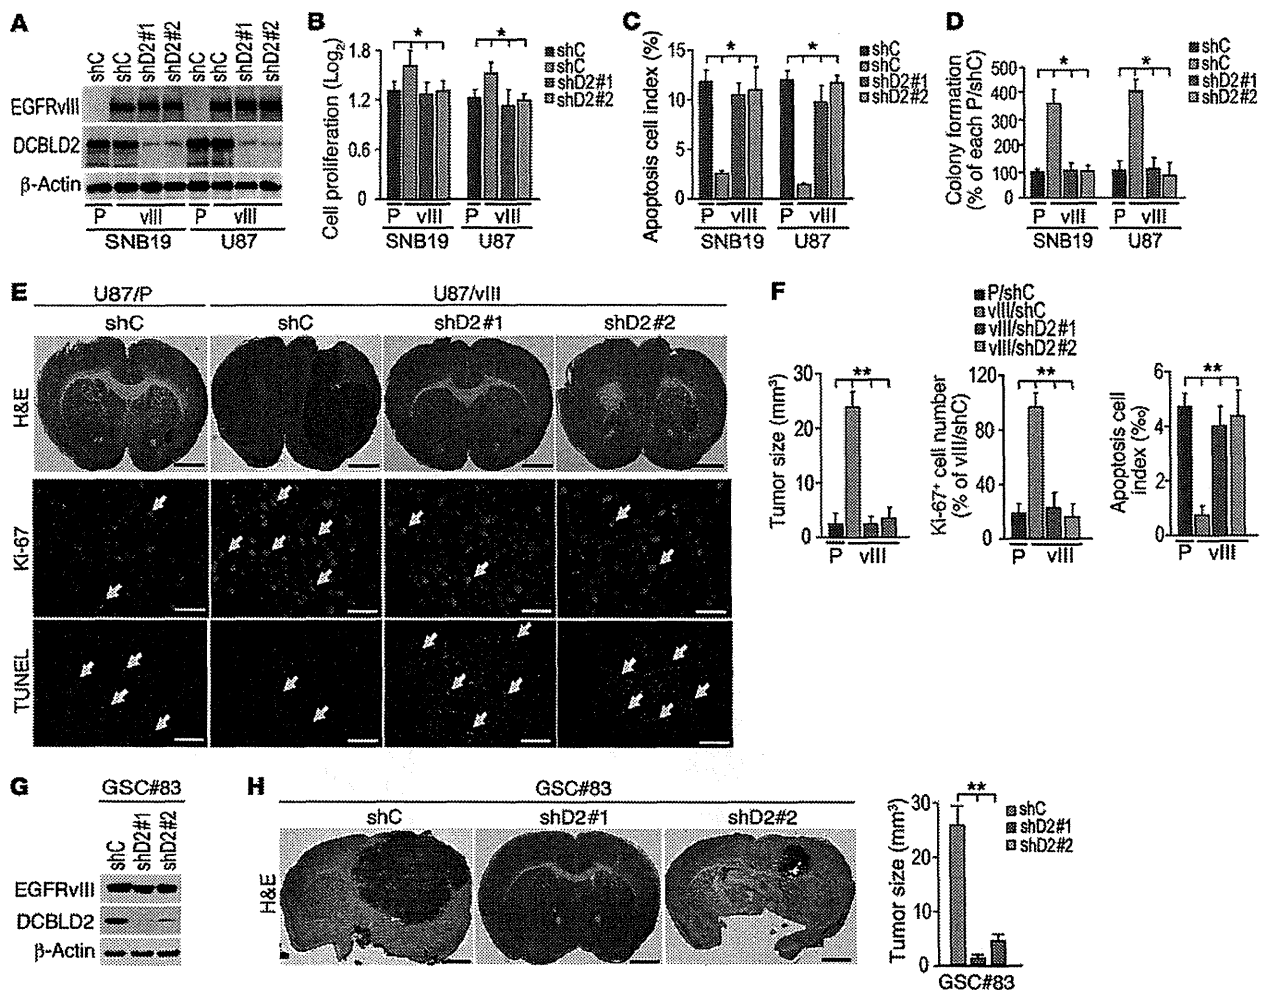 A
shC
shC
shD2#1
shD2#2
shC
shC
shD2#1
shD2#2
EGFRvIII
DCBLD2
β-Actin
P
vIII
P
vIII
SNB19
U87
B
Cell proliferation (Log2)
1.8
1.2
0.6
0
*
*
P
vIII
P
vIII
SNB19
U87
shC
shC
shD2#1
shD2#2
C
Apoptosis cell index (%)
15
10
5
0
*
*
P
vIII
P
vIII
SNB19
U87
shC
shC
shD2#1
shD2#2
D
Colony formation
(% of each P/shC)
500
400
300
200
100
0
*
*
P
vIII
P
vIII
SNB19
U87
shC
shC
shD2#1
shD2#2
E
U87/P
U87/vIII
shC
shC
shD2#1
shD2#2
H&E
Ki-67
TUNEL
F
P/shC
vIII/shC
vIII/shD2#1
vIII/shD2#2
Tumor size (mm³)
30
20
10
0
**
P
vIII
Ki-67⁺ cell number
(% of vIII/shC)
120
80
40
0
**
P
vIII
Apoptosis cell
index (‰)
6
4
2
0
**
P
vIII
G
GSC#83
shC
shD2#1
shD2#2
EGFRvIII
DCBLD2
β-Actin
H
GSC#83
shC
shD2#1
shD2#2
H&E
Tumor size (mm³)
30
20
10
0
**
GSC#83
shC
shD2#1
shD2#2